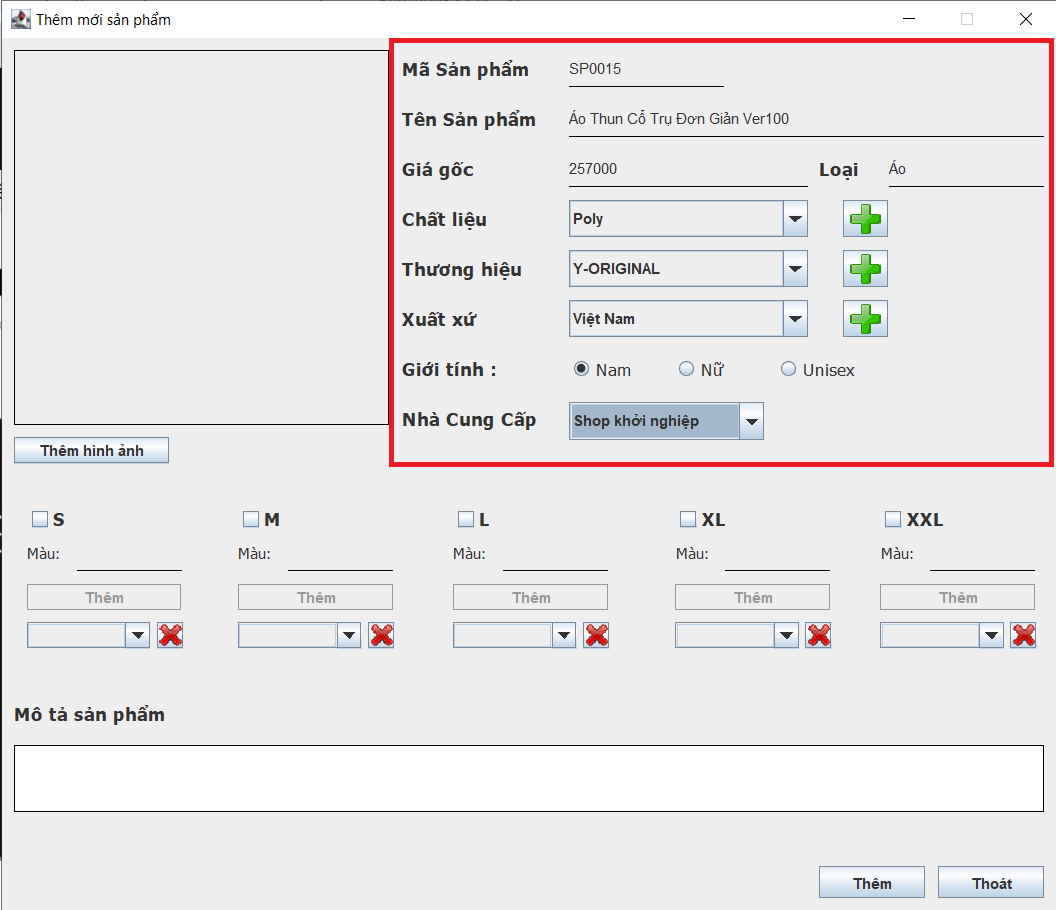 Thêm mới sản phẩm
Mã Sản phẩm SP0015
Tên Sản phẩm Áo Thun Cổ Trụ Đơn Giản Ver100
Giá gốc 257000 Loại Áo
Chất liệu Poly
Thương hiệu Y-ORIGINAL
Xuất xứ Việt Nam
Giới tính : Nam Nữ Unisex
Nhà Cung Cấp Shop khởi nghiệp
Thêm hình ảnh
S M L XL XXL
Màu: Màu: Màu: Màu: Màu:
Thêm Thêm Thêm Thêm Thêm
Mô tả sản phẩm
Thêm Thoát